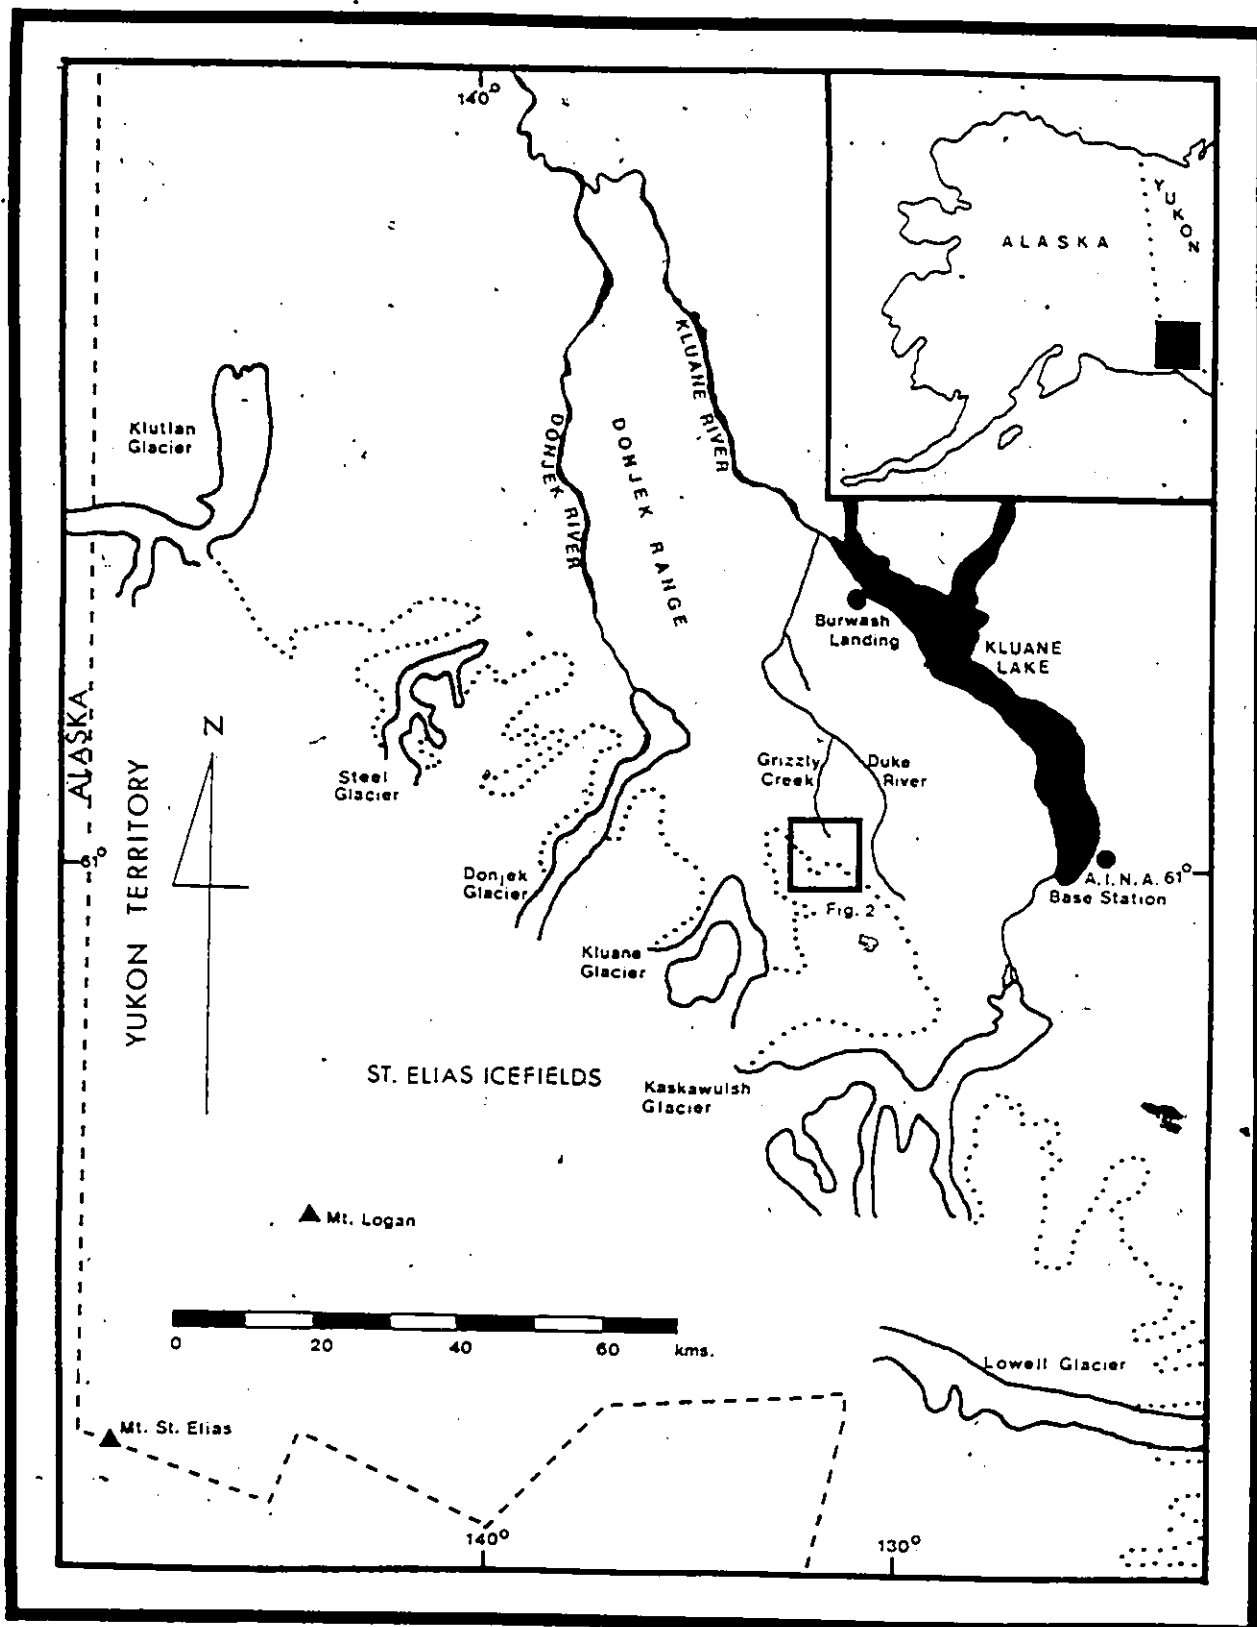 140°
YUKON
ALASKA
KLUANE RIVER
DONJEK RIVER
DONJEK RANGE
Klutlan
Glacier
Burwash
Landing
KLUANE
LAKE
ALASKA
YUKON TERRITORY
Z
Steel
Glacier
Grizzly
Creek
Duke
River
61°
Donjek
Glacier
A.I.N.A. 61°
Base Station
Fig. 2
Kluane
Glacier
ST. ELIAS ICEFIELDS
Kaskawulsh
Glacier
Mt. Logan
0 20 40 60 kms.
Lowell Glacier
Mt. St. Elias
140°
130°